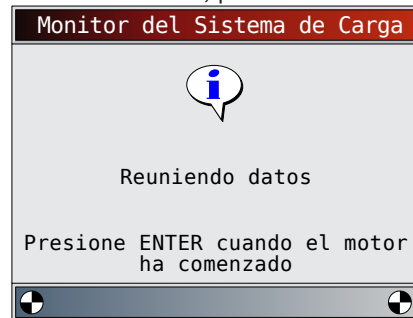 Monitor del Sistema de Carga
i
Reuniendo datos
Presione ENTER cuando el motor
ha comenzado